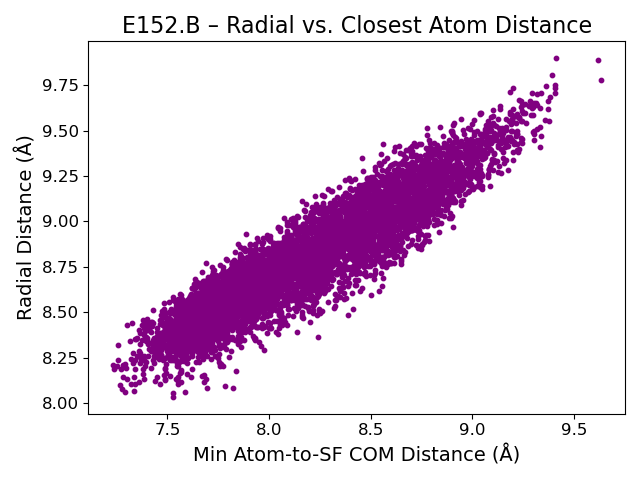 E152.B – Radial vs. Closest Atom Distance
Radial Distance (Å)
9.75
9.50
9.25
9.00
8.75
8.50
8.25
8.00
7.5 8.0 8.5 9.0 9.5
Min Atom-to-SF COM Distance (Å)